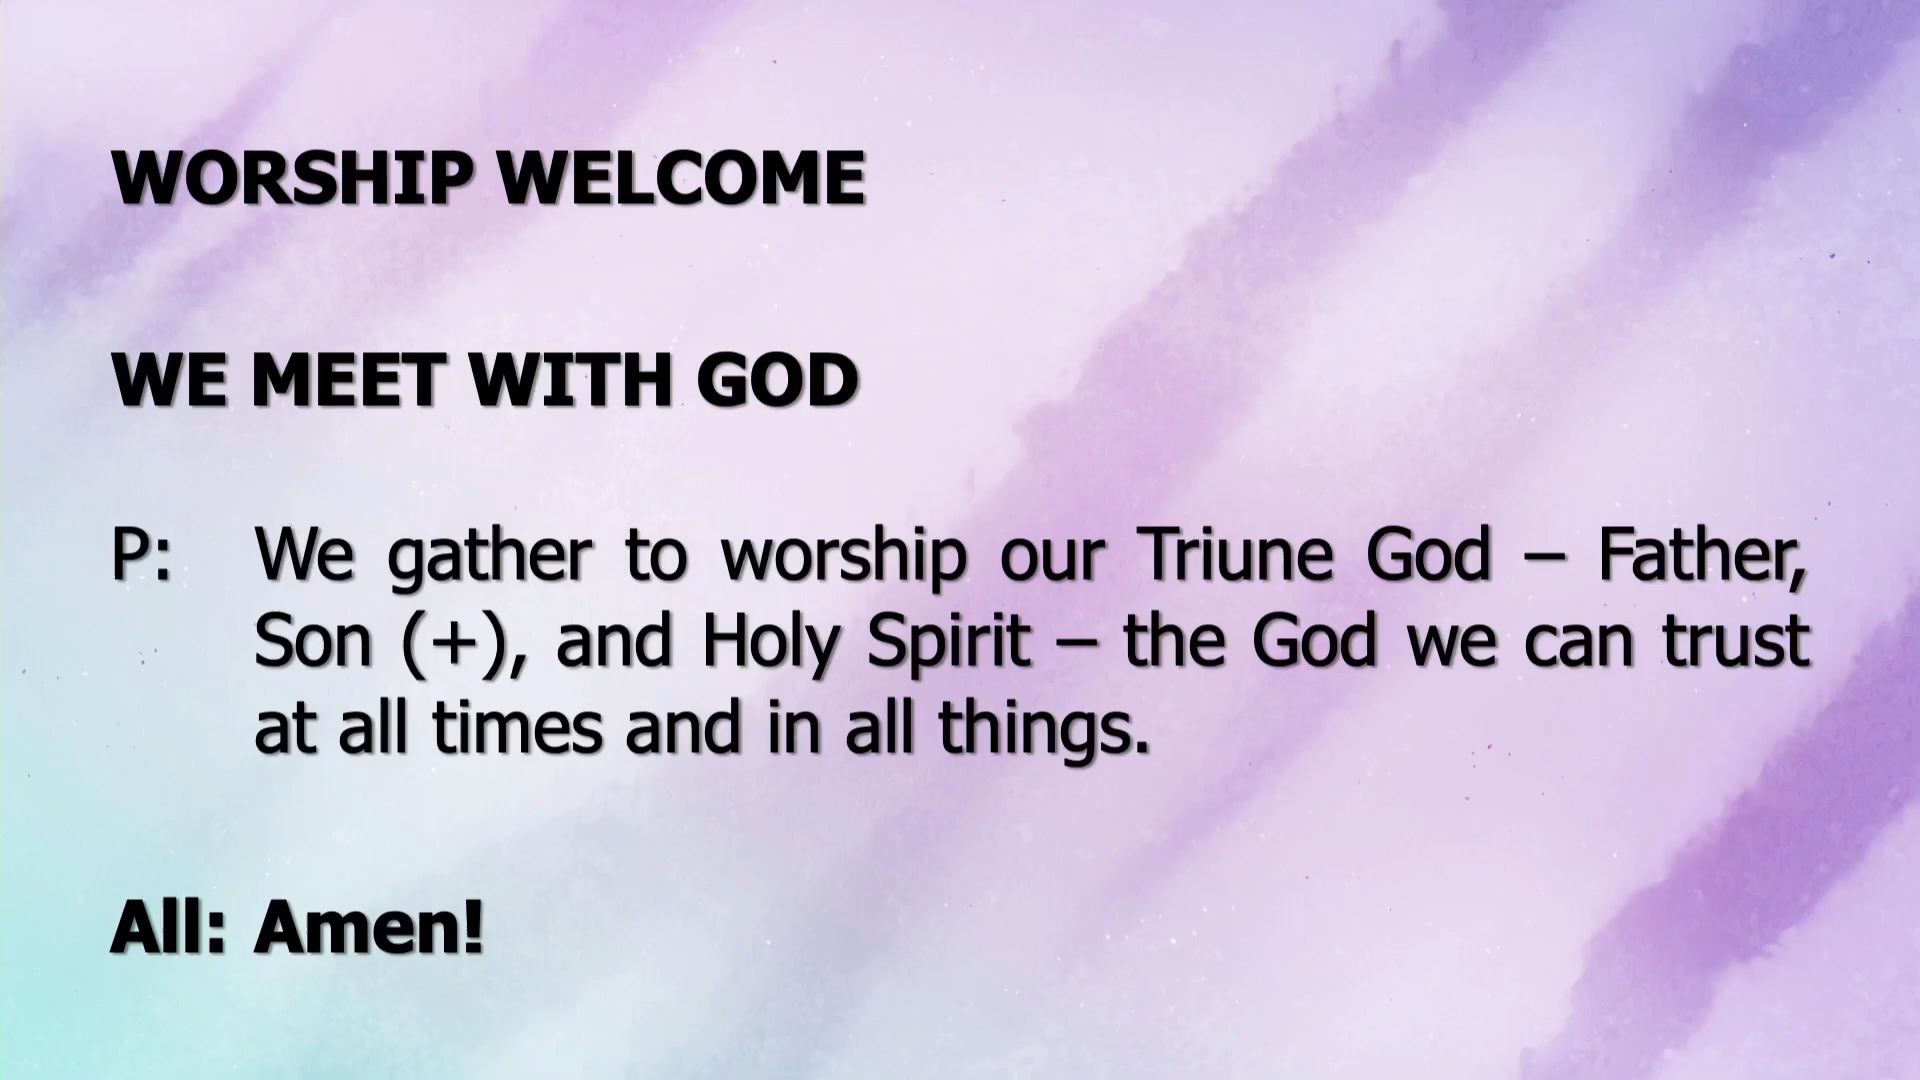 WORSHIP WELCOME
WE MEET WITH GOD
P: We gather to worship our Triune God – Father,
Son (+), and Holy Spirit – the God we can trust
at all times and in all things.
All: Amen!